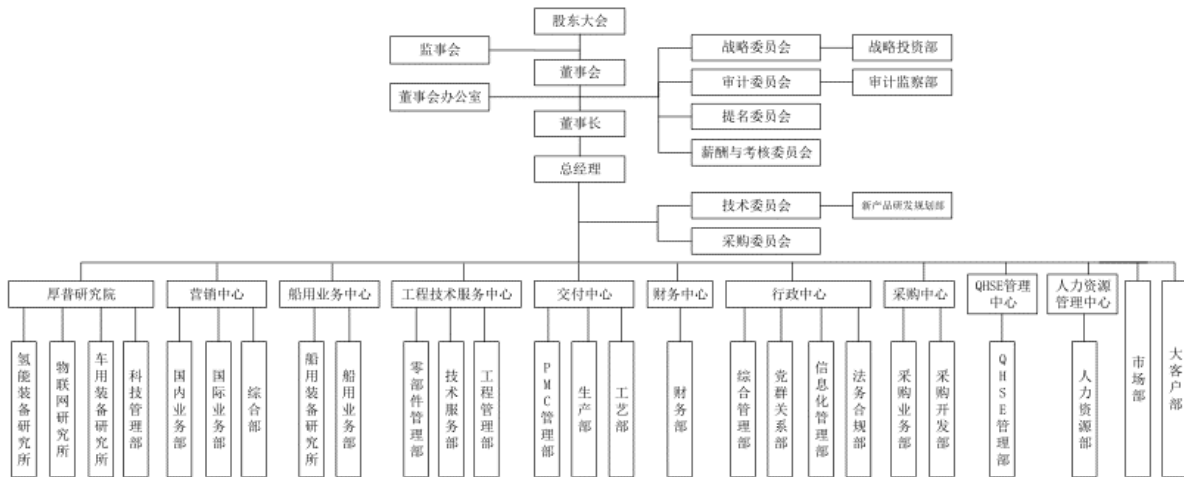 股东大会
监事会
董事会
董事会办公室
董事长
总经理
战略委员会
战略投资部
审计委员会
审计监察部
提名委员会
薪酬与考核委员会
技术委员会
新产品研发规划部
采购委员会
厚普研究院
营销中心
船用业务中心
工程技术服务中心
交付中心
财务中心
行政中心
采购中心
QHSE管理
中心
人力资源
管理中心
氢能装备研究所
物联网研究所
车用装备研究所
科技管理部
国内业务部
国际业务部
综合部
船用装备研究所
船用业务部
零部件管理部
技术服务部
工程管理部
PMC管理部
生产部
工艺部
财务部
综合管理部
党群关系部
信息化管理部
法务合规部
采购业务部
采购开发部
QHSE管理部
人力资源部
市场部
大客户部